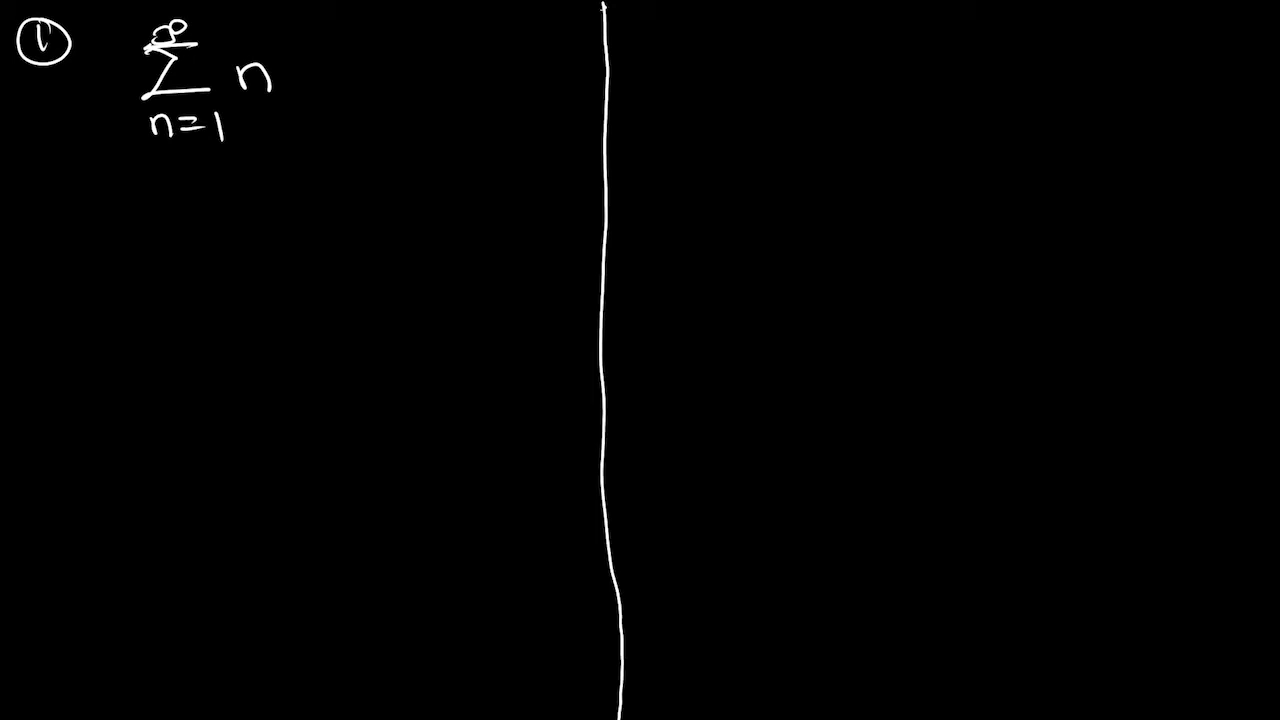 ① ∞
∑ n
n=1